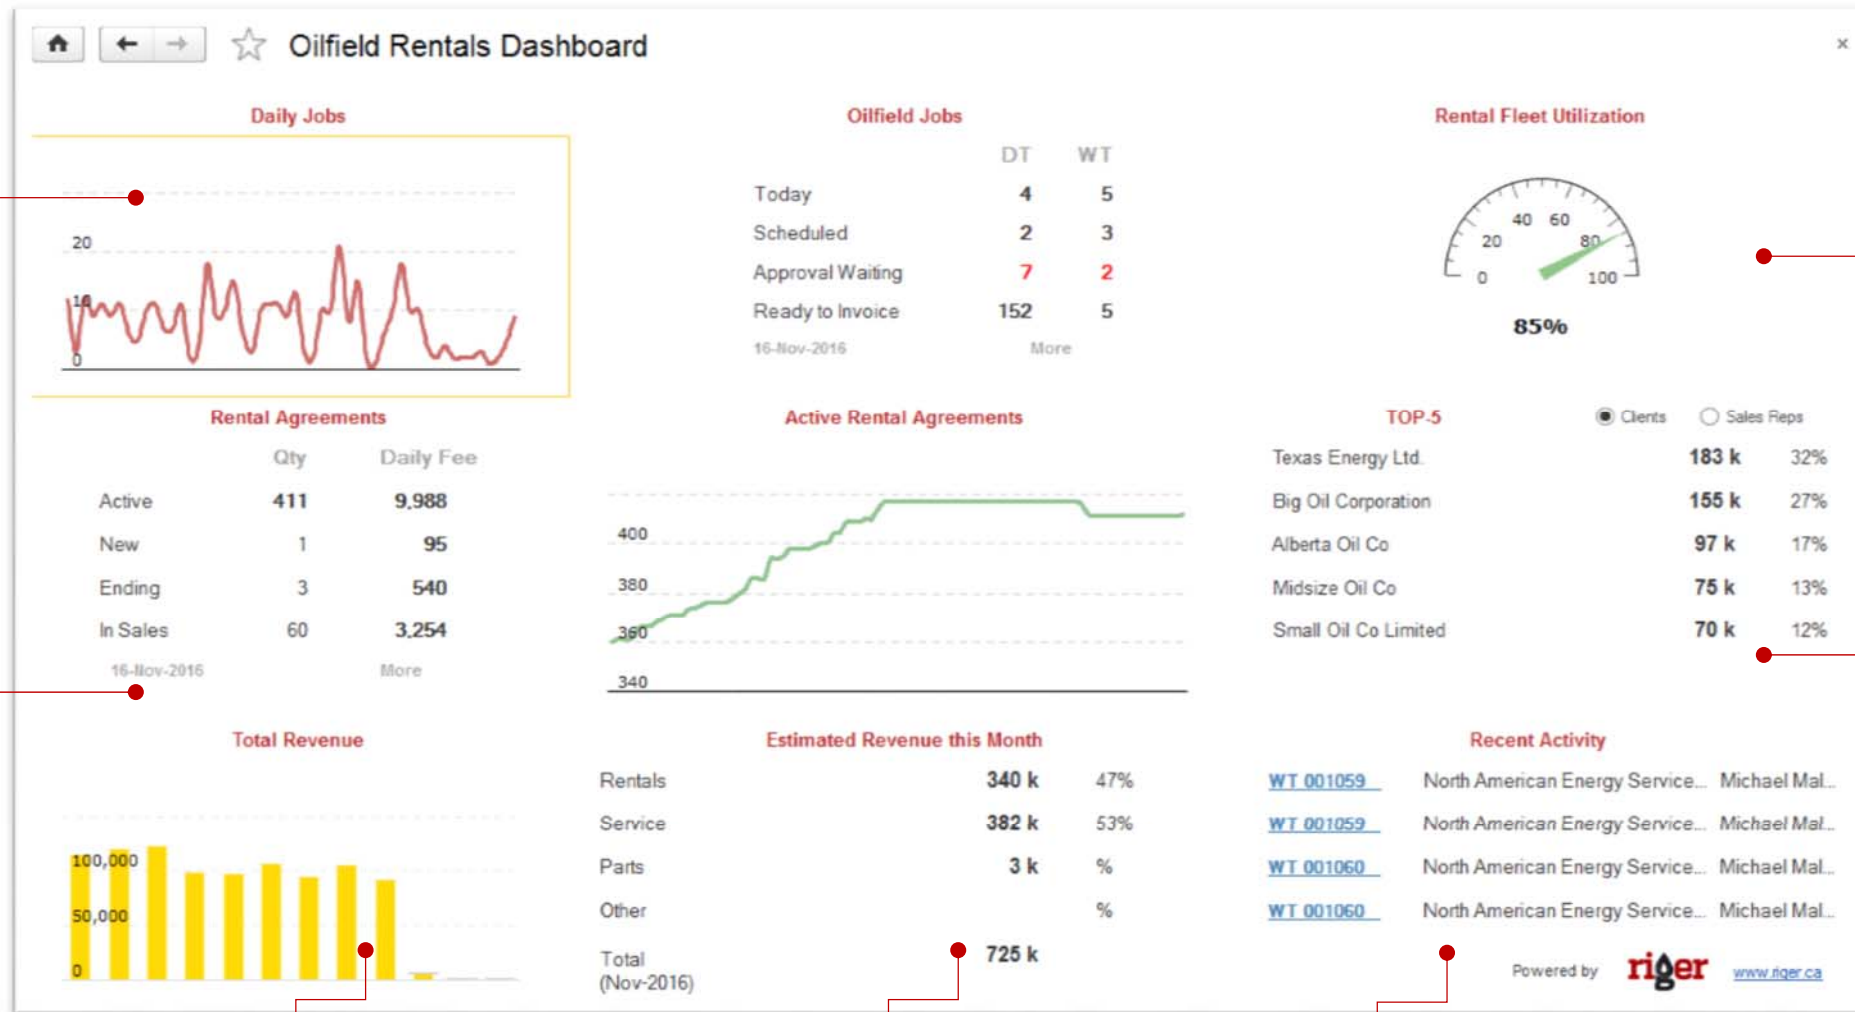 Oilfield Rentals Dashboard
×
Daily Jobs
20
10
0
Oilfield Jobs
DT WT
Today 4 5
Scheduled 2 3
Approval Waiting 7 2
Ready to Invoice 152 5
16-Nov-2016 More
Rental Fleet Utilization
40 60
20 80
0 100
85%
Rental Agreements
Qty Daily Fee
Active 411 9,988
New 1 95
Ending 3 540
In Sales 60 3,254
16-Nov-2016 More
Active Rental Agreements
400
380
360
340
TOP-5 Clients Sales Reps
Texas Energy Ltd. 183 k 32%
Big Oil Corporation 155 k 27%
Alberta Oil Co 97 k 17%
Midsize Oil Co 75 k 13%
Small Oil Co Limited 70 k 12%
Total Revenue
100,000
50,000
0
Estimated Revenue this Month
Rentals 340 k 47%
Service 382 k 53%
Parts 3 k %
Other %
Total 725 k
(Nov-2016)
Recent Activity
WT 001059 North American Energy Service... Michael Mal...
WT 001059 North American Energy Service... Michael Mal...
WT 001060 North American Energy Service... Michael Mal...
WT 001060 North American Energy Service... Michael Mal...
Powered by riger www.riger.ca